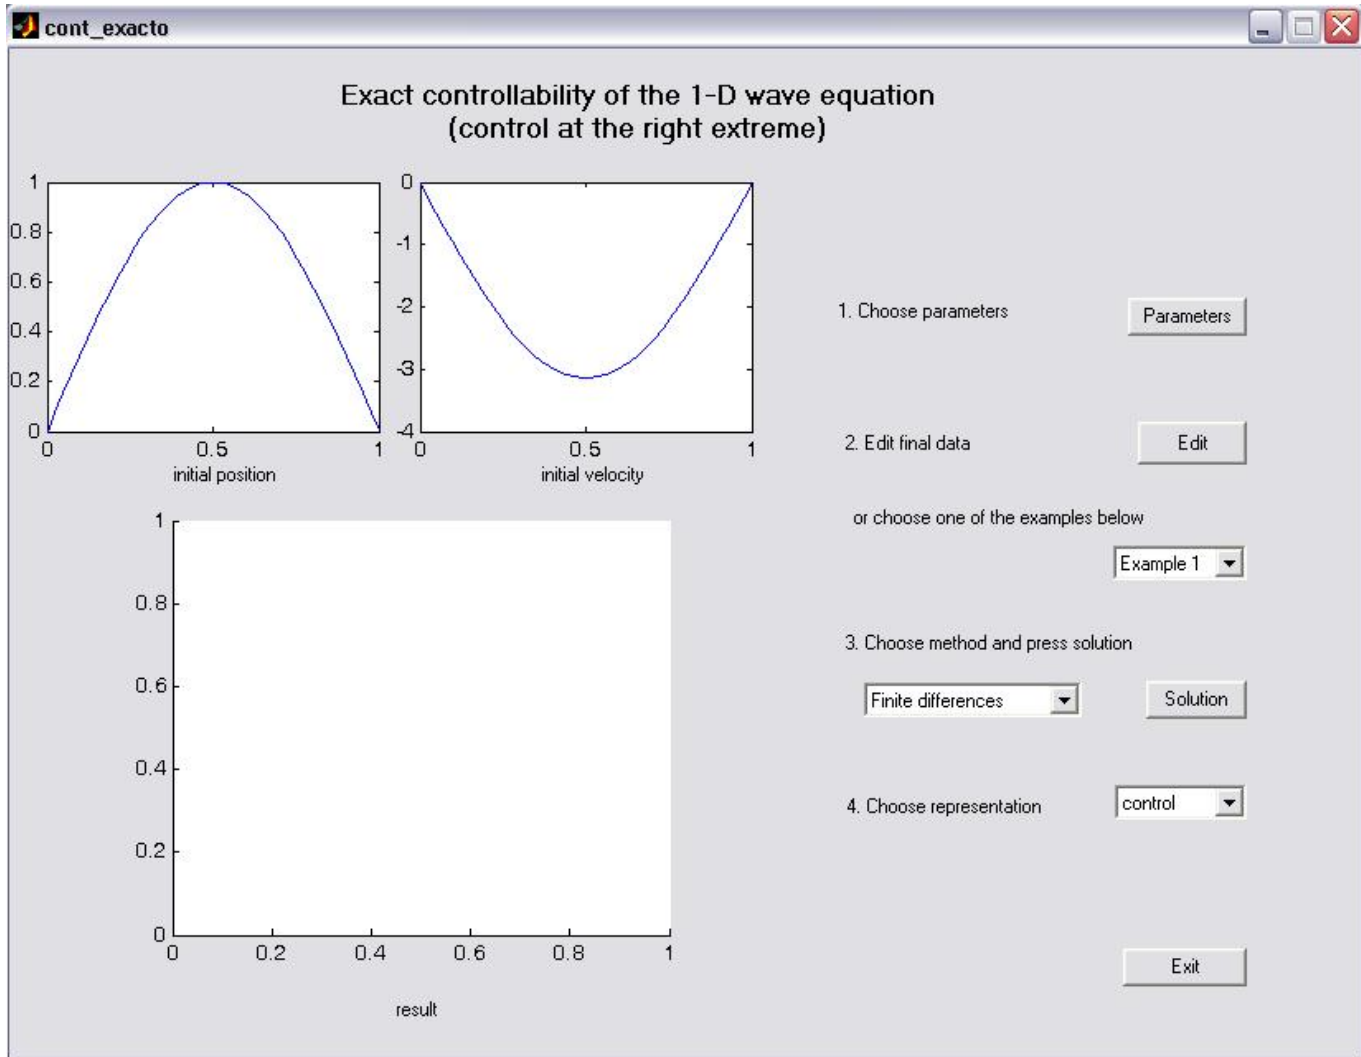 cont_exacto
Exact controllability of the 1-D wave equation
(control at the right extreme)
1
0.8
0.6
0.4
0.2
0
0 0.5 1
initial position
0
-1
-2
-3
-4
0 0.5 1
initial velocity
1. Choose parameters
Parameters
2. Edit final data
Edit
or choose one of the examples below
Example 1
3. Choose method and press solution
Finite differences
Solution
4. Choose representation
control
Exit
1
0.8
0.6
0.4
0.2
0
0 0.2 0.4 0.6 0.8 1
result